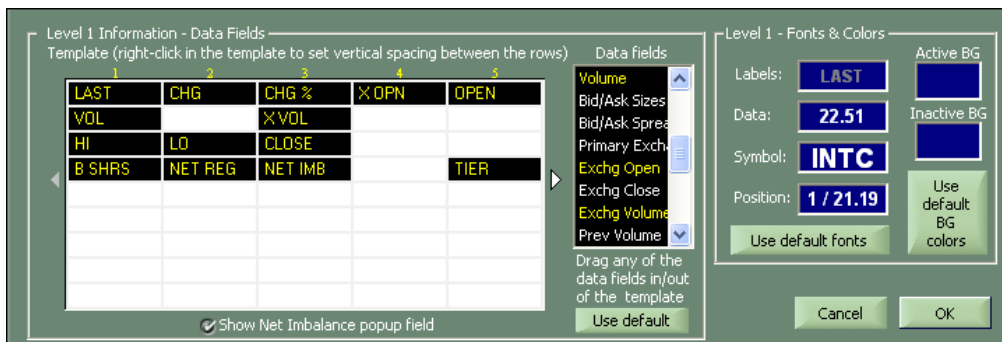 Level 1 Information - Data Fields
Template (right-click in the template to set vertical spacing between the rows)
1 2 3 4 5
LAST CHG CHG % X OPN OPEN
VOL X VOL
HI LO CLOSE
B SHRS NET REG NET IMB TIER
Show Net Imbalance popup field
Data fields
Volume
Bid/Ask Sizes
Bid/Ask Sprea
Primary Exch
Exchg Open
Exchg Close
Exchg Volume
Prev Volume
Drag any of the
data fields in/out
of the template
Use default
Level 1 - Fonts & Colors
Labels: LAST
Data: 22.51
Symbol: INTC
Position: 1 / 21.19
Use default fonts
Active BG
Inactive BG
Use
default
BG
colors
Cancel OK